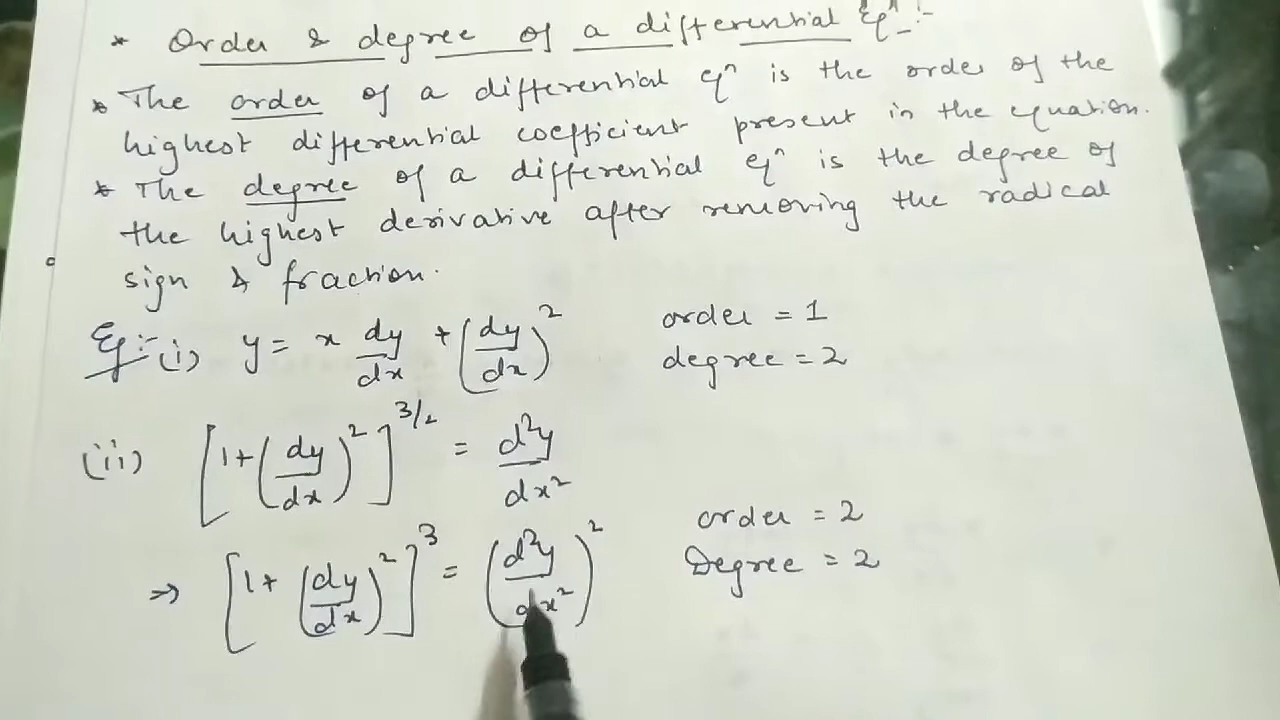 * Order & degree of a differential Eqⁿ :-
* The order of a differential eqⁿ is the order of the
highest differential coefficient present in the equation.
* The degree of a differential eqⁿ is the degree of
the highest derivative after removing the radical
sign & fraction.
Eg:- (i) y = x dy/dx + (dy/dx)² order = 1
degree = 2
(ii) [1+(dy/dx)²]^3/2 = d²y/dx²
order = 2
⇒ [1+(dy/dx)²]³ = (d²y/dx²)² Degree = 2